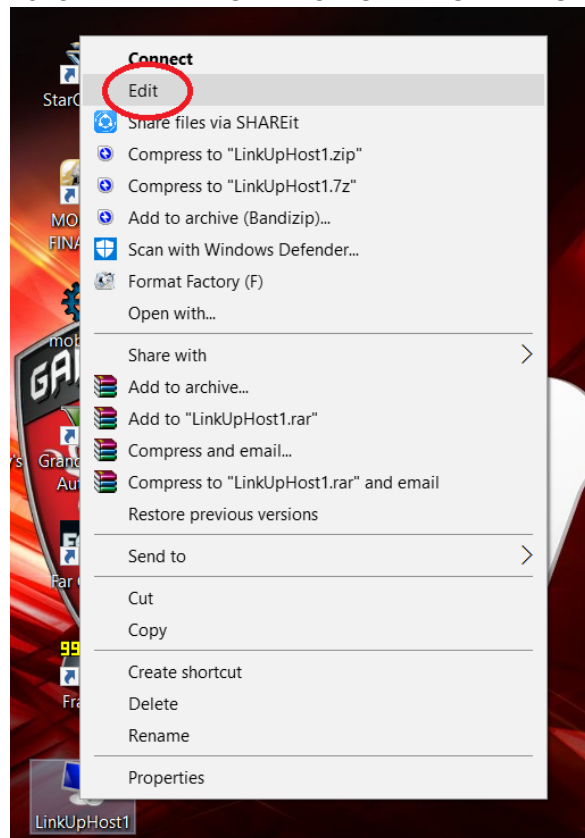 Connect
Edit
Share files via SHAREit
Compress to "LinkUpHost1.zip"
Compress to "LinkUpHost1.7z"
Add to archive (Bandizip)...
Scan with Windows Defender...
Format Factory (F)
Open with...
Share with
Add to archive...
Add to "LinkUpHost1.rar"
Compress and email...
Compress to "LinkUpHost1.rar" and email
Restore previous versions
Send to
Cut
Copy
Create shortcut
Delete
Rename
Properties
LinkUpHost1